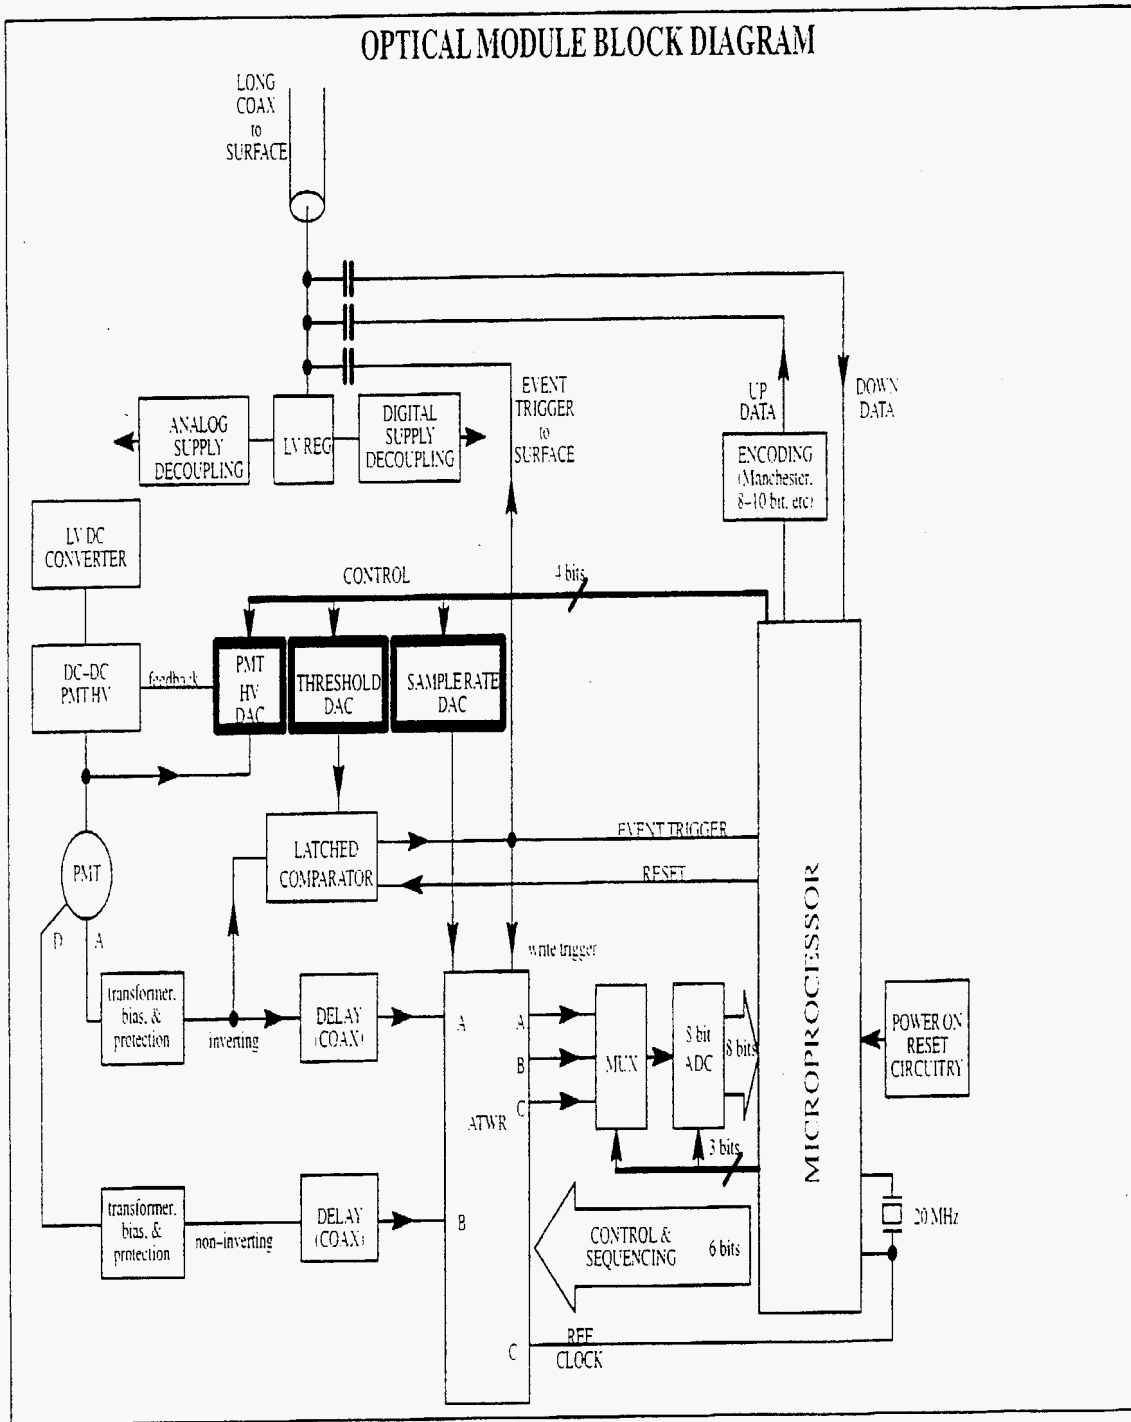 OPTICAL MODULE BLOCK DIAGRAM
LONG
COAX
to
SURFACE
EVENT
TRIGGER
to
SURFACE
UP
DATA
DOWN
DATA
ANALOG
SUPPLY
DECOUPLING
LV REG
DIGITAL
SUPPLY
DECOUPLING
ENCODING
(Manchester,
8-10 bit, etc)
LV DC
CONVERTER
CONTROL
4 bits
DC-DC
PMT HV
feedback
PMT
HV
DAC
THRESHOLD
DAC
SAMPLE RATE
DAC
PMT
LATCHED
COMPARATOR
EVENT TRIGGER
RESET
MICROPROCESSOR
D
A
write trigger
transformer,
bias, &
protection
inverting
DELAY
(COAX)
A
A
B
C
ATWR
MUX
8 bit
ADC
8 bits
3 bits
POWER ON
RESET
CIRCUITRY
transformer,
bias, &
protection
non-inverting
DELAY
(COAX)
B
CONTROL &
SEQUENCING
6 bits
20 MHz
C
REF
CLOCK